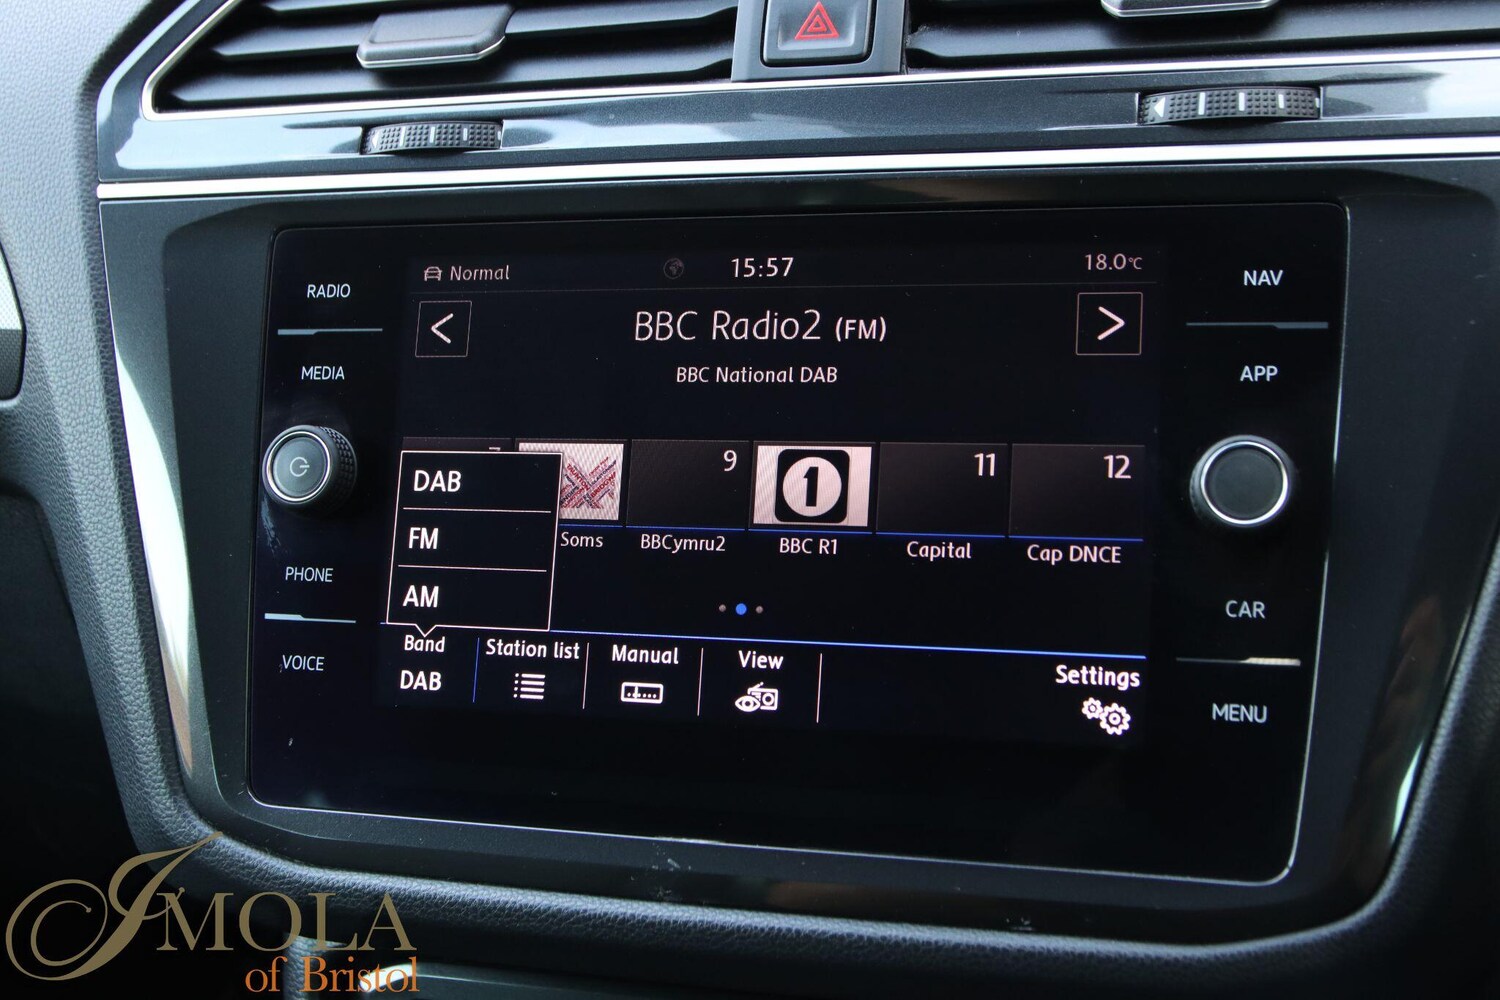 RADIO
MEDIA
PHONE
VOICE
Normal
15:57
18.0°C
BBC Radio2 (FM)
BBC National DAB
9
1
11
12
Soms
BBCymru2
BBC R1
Capital
Cap DNCE
DAB
FM
AM
Band
DAB
Station list
Manual
View
Settings
NAV
APP
CAR
MENU
IMOLA
of Bristol